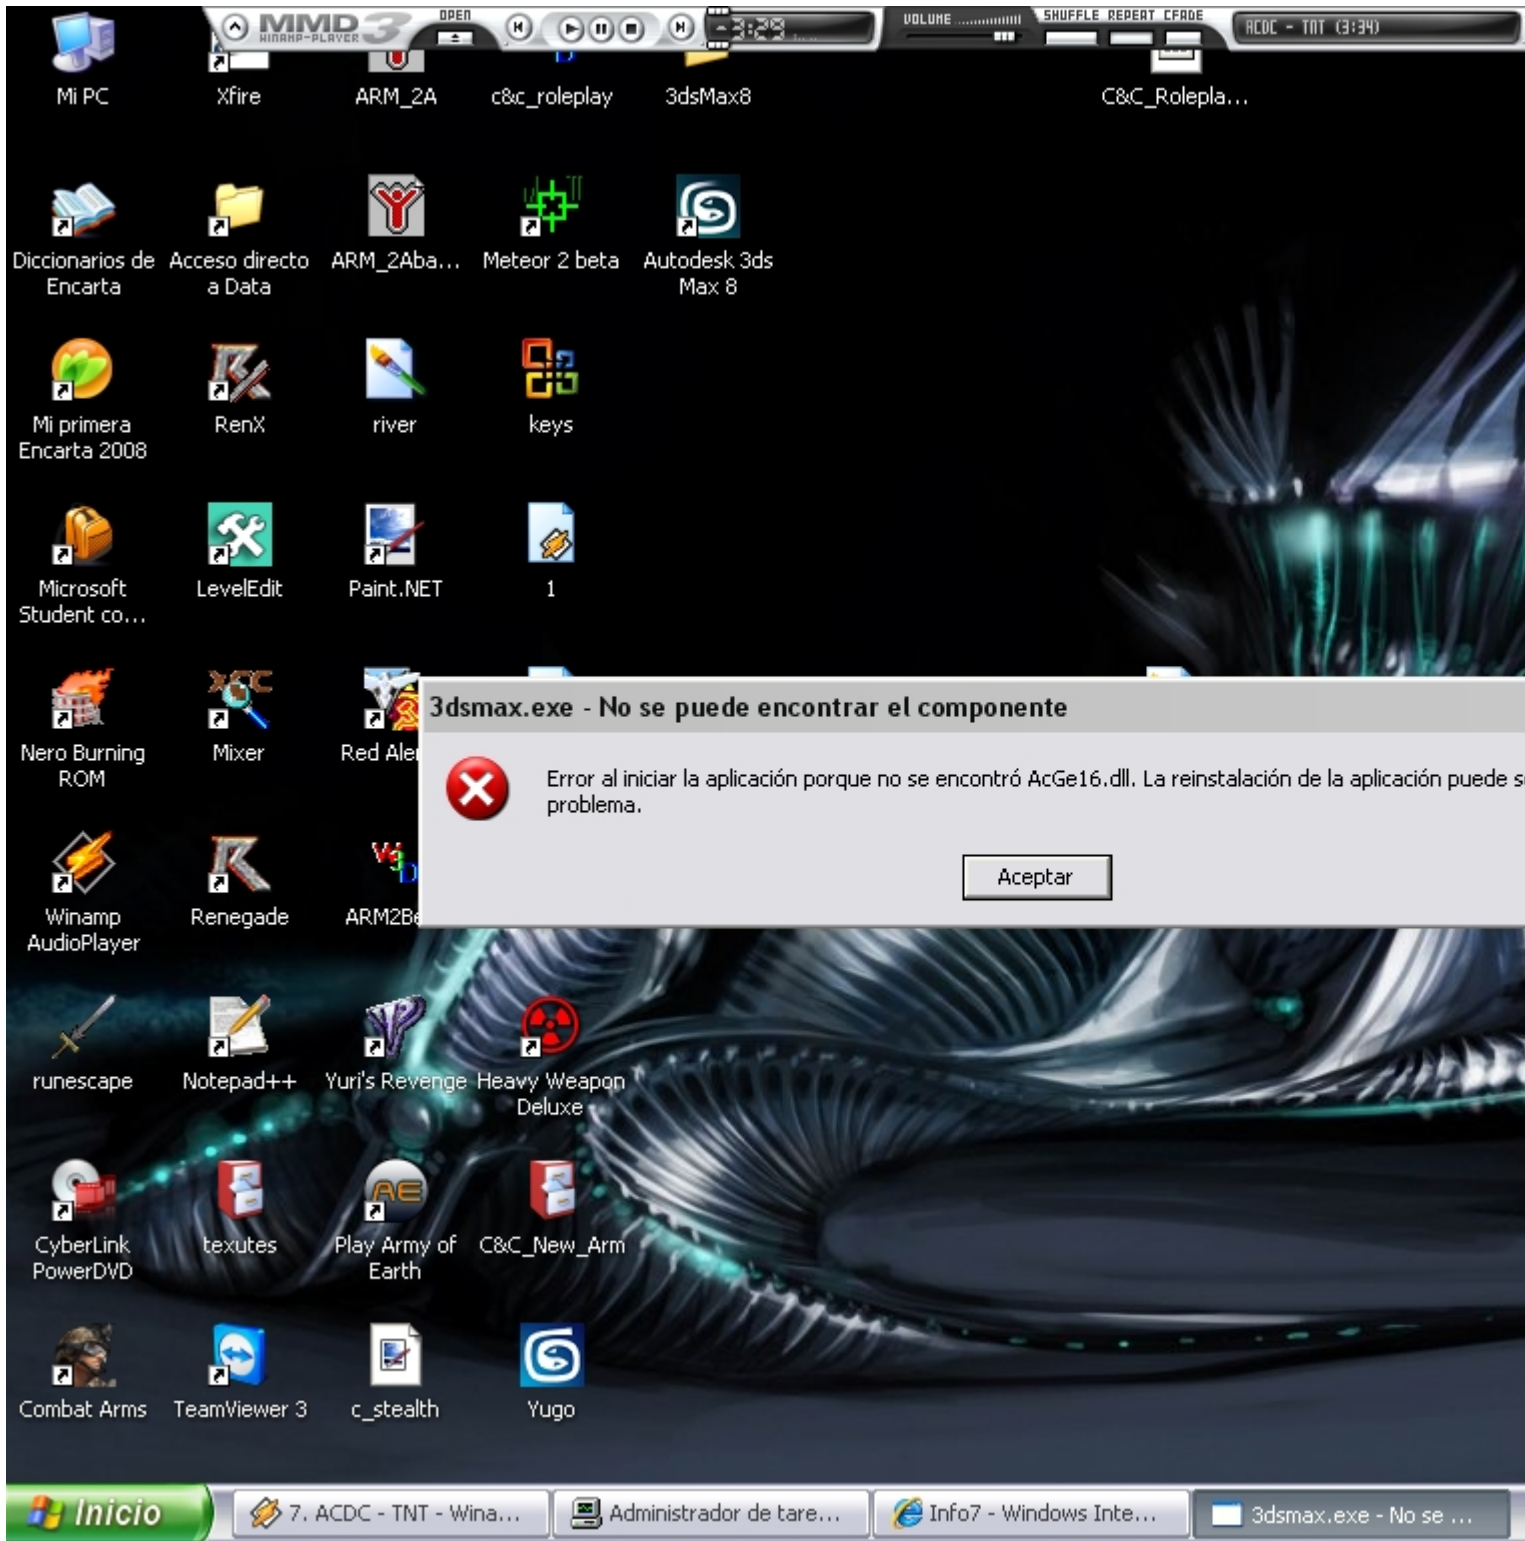 MMD3
WINAMP-PLAYER
OPEN
3:29
VOLUME
SHUFFLE REPEAT CFADE
ACDC - TNT (3:34)
Mi PC
Xfire
ARM_2A
c&c_roleplay
3dsMax8
C&C_Rolepla...
Diccionarios de
Encarta
Acceso directo
a Data
ARM_2Aba...
Meteor 2 beta
Autodesk 3ds
Max 8
Mi primera
Encarta 2008
RenX
river
keys
Microsoft
Student co...
LevelEdit
Paint.NET
1
Nero Burning
ROM
Mixer
Red Aler
3dsmax.exe - No se puede encontrar el componente
Error al iniciar la aplicación porque no se encontró AcGe16.dll. La reinstalación de la aplicación puede s
problema.
Aceptar
Winamp
AudioPlayer
Renegade
ARM2Be
runescape
Notepad++
Yuri's Revenge
Heavy Weapon
Deluxe
CyberLink
PowerDVD
texutes
Play Army of
Earth
C&C_New_Arm
Combat Arms
TeamViewer 3
c_stealth
Yugo
Inicio
7. ACDC - TNT - Wina...
Administrador de tare...
Info7 - Windows Inte...
3dsmax.exe - No se ...